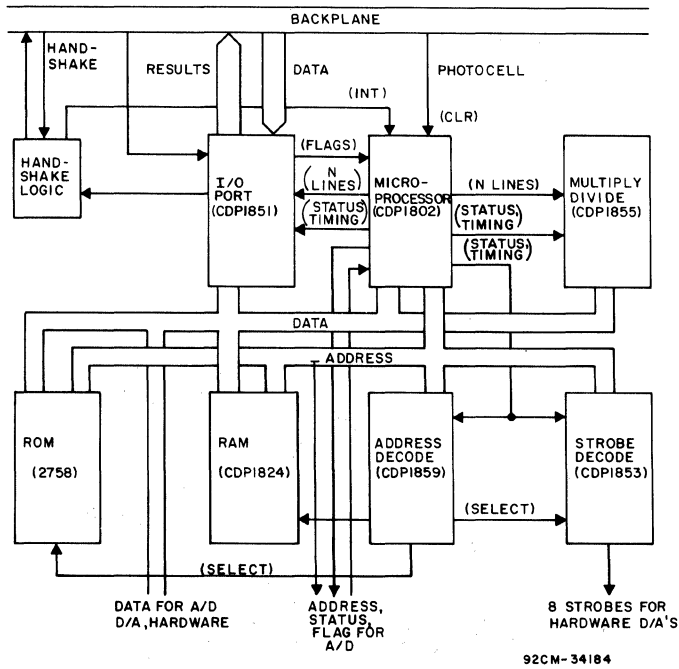 BACKPLANE
HAND-
SHAKE
RESULTS
DATA
PHOTOCELL
(INT)
(CLR)
HAND-
SHAKE
LOGIC
I/O
PORT
(CDP1851)
(FLAGS)
(N
LINES)
(STATUS,
TIMING)
MICRO-
PROCESSOR
(CDP1802)
(N LINES)
(STATUS,
TIMING)
(STATUS,
TIMING)
MULTIPLY
DIVIDE
(CDP1855)
DATA
ADDRESS
ROM
(2758)
RAM
(CDP1824)
ADDRESS
DECODE
(CDP1859)
STROBE
DECODE
(CDP1853)
(SELECT)
(SELECT)
DATA FOR A/D
D/A, HARDWARE
ADDRESS,
STATUS,
FLAG FOR
A/D
8 STROBES FOR
HARDWARE D/A'S
92CM-34184